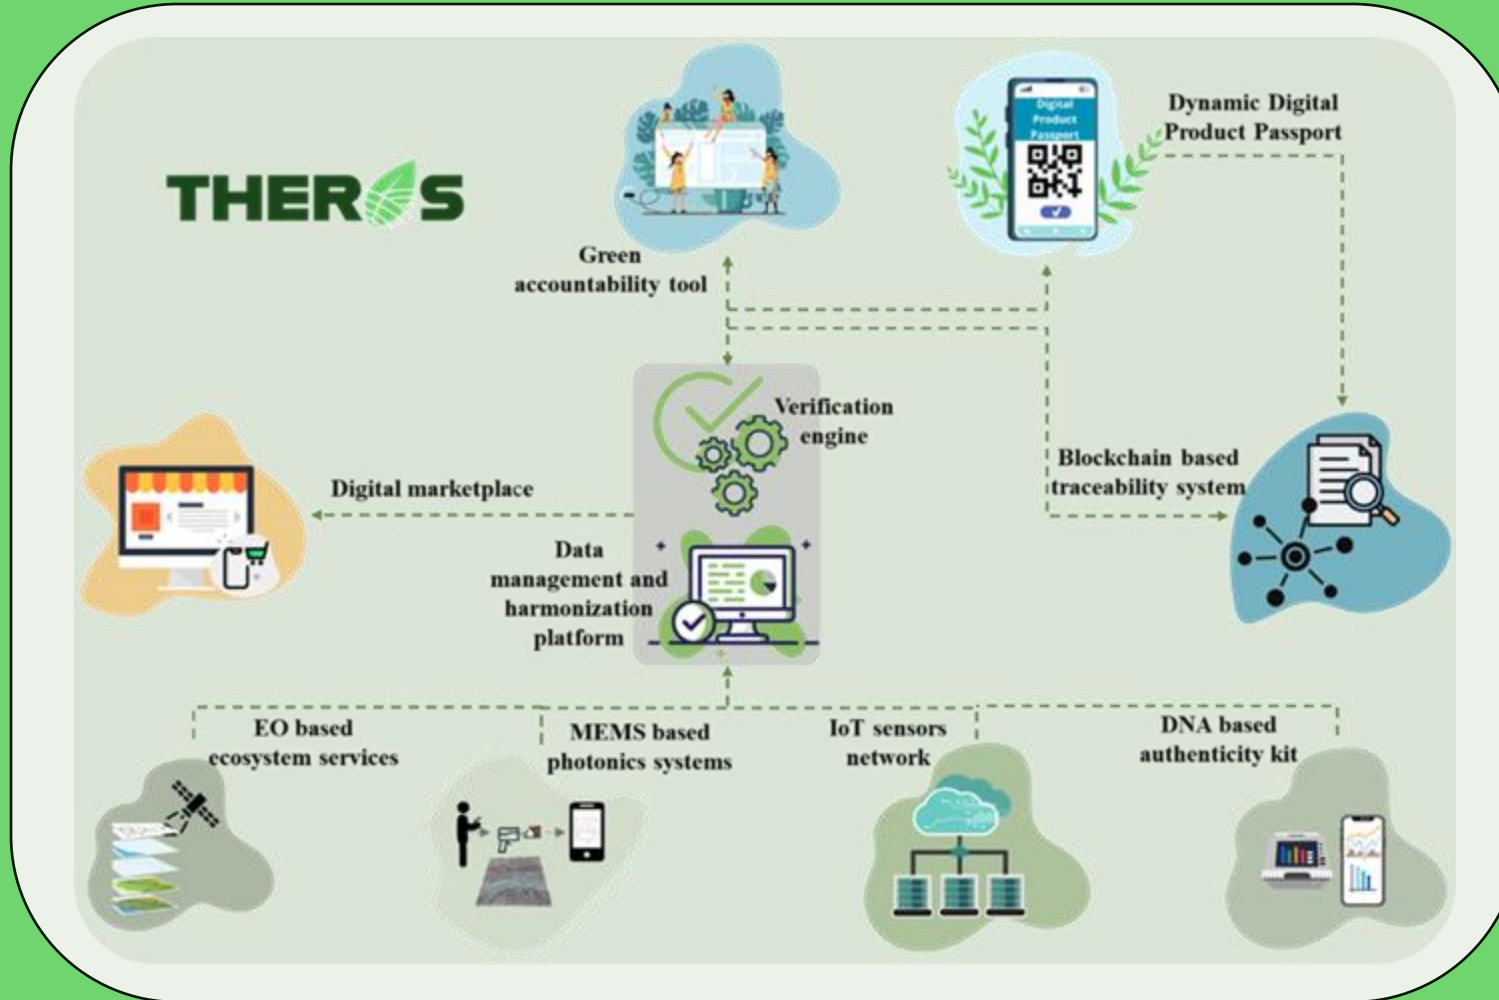 Digital
Product
Passport
Dynamic Digital
Product Passport
THEROS
Green
accountability tool
Verification
engine
Blockchain based
traceability system
Digital marketplace
Data
management and
harmonization
platform
EO based
ecosystem services
MEMS based
photonics systems
IoT sensors
network
DNA based
authenticity kit